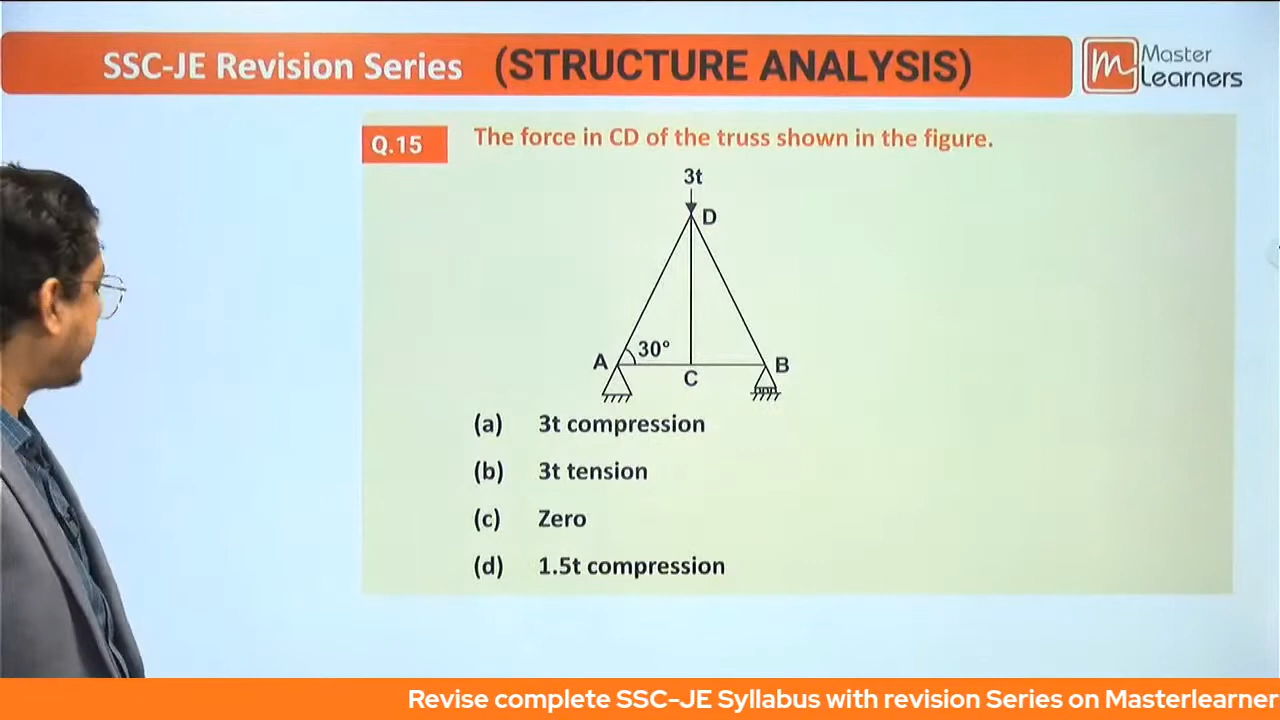 SSC-JE Revision Series (STRUCTURE ANALYSIS)
Master
Learners
Q.15 The force in CD of the truss shown in the figure.
3t
D
A 30° B
C
(a) 3t compression
(b) 3t tension
(c) Zero
(d) 1.5t compression
Revise complete SSC-JE Syllabus with revision Series on Masterlearner